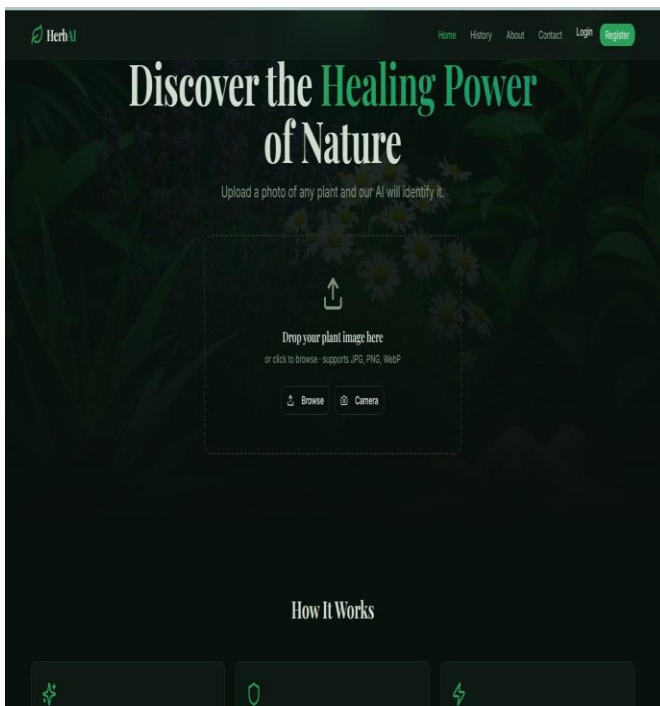 HerbAI
Home History About Contact Login Register
Discover the Healing Power
of Nature
Upload a photo of any plant and our AI will identify it.
Drop your plant image here
or click to browse · supports JPG, PNG, WebP
Browse Camera
How It Works